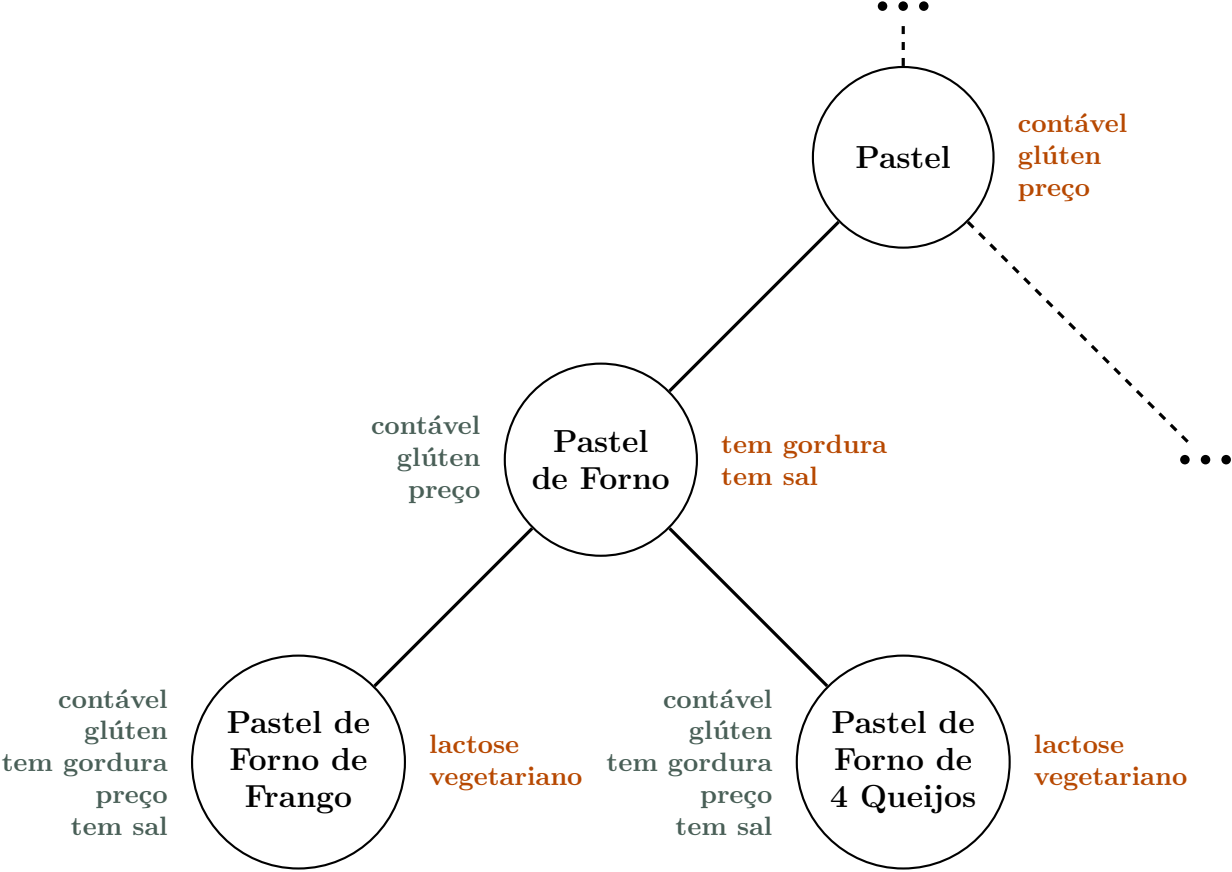 Pastel
contável
glúten
preço
contável
glúten
preço
Pastel
de Forno
tem gordura
tem sal
contável
glúten
tem gordura
preço
tem sal
Pastel de
Forno de
Frango
lactose
vegetariano
contável
glúten
tem gordura
preço
tem sal
Pastel de
Forno de
4 Queijos
lactose
vegetariano